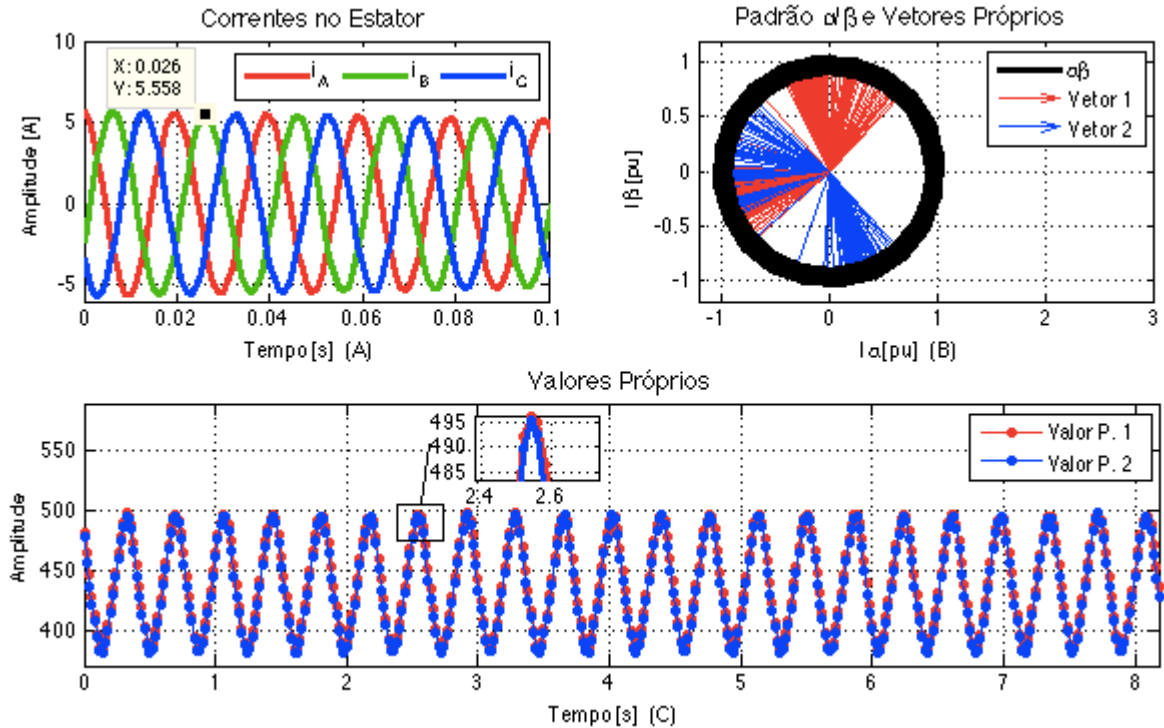 Correntes no Estator
X: 0.026
Y: 5.558
i_A i_B i_C
10
5
0
-5
0 0.02 0.04 0.06 0.08 0.1
Amplitude [A]
Tempo[s] (A)
Padrão α/β e Vetores Próprios
αβ
Vetor 1
Vetor 2
1
0.5
0
-0.5
-1
-1 0 1 2 3
Iβ[pu]
Iα[pu] (B)
Valores Próprios
495
490
485
2.4 2.6
Valor P. 1
Valor P. 2
550
500
450
400
0 1 2 3 4 5 6 7 8
Amplitude
Tempo[s] (C)